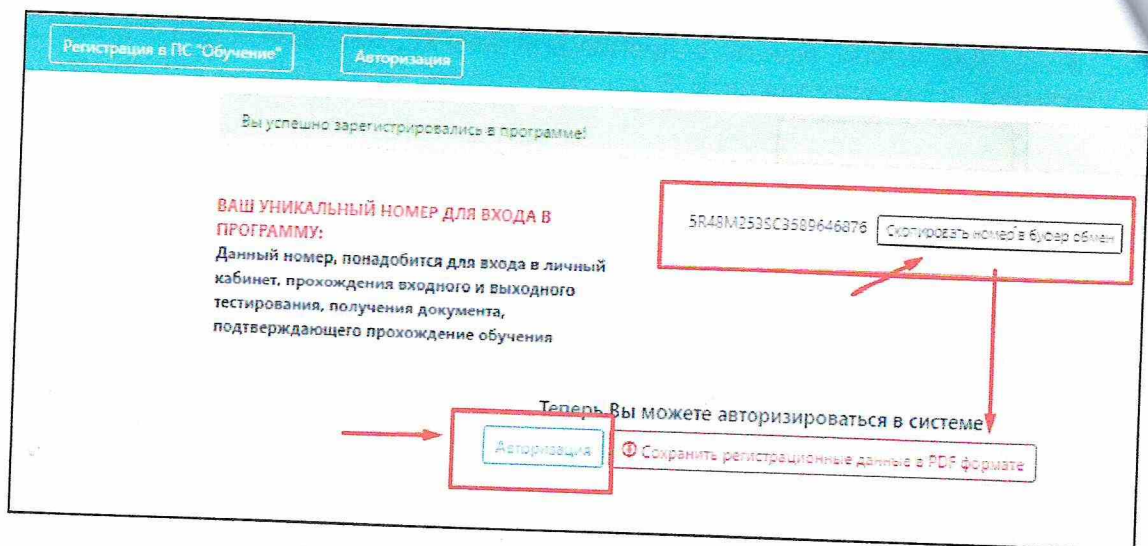 Регистрация в ПС "Обучение"
Авторизация
Вы успешно зарегистрировались в программе!
ВАШ УНИКАЛЬНЫЙ НОМЕР ДЛЯ ВХОДА В
ПРОГРАММУ:
Данный номер, понадобится для входа в личный
кабинет, прохождения входного и выходного
тестирования, получения документа,
подтверждающего прохождение обучения
5R48M253SC3589646876
Скопировать номер в буфер обмен
Теперь Вы можете авторизироваться в системе
Авторизация
Сохранить регистрационные данные в PDF формате